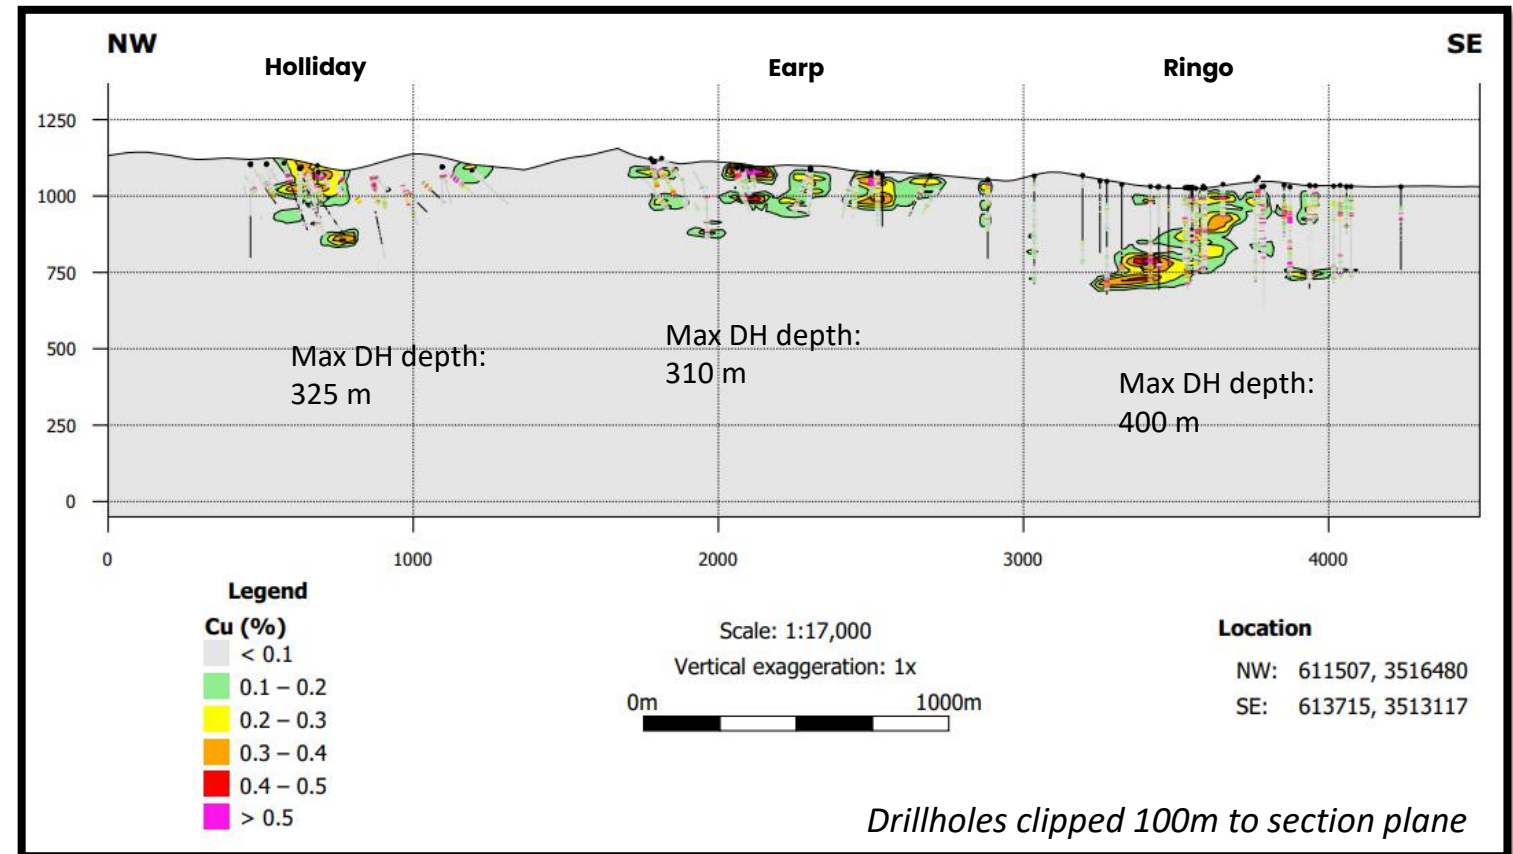 NW
SE
Holliday
Earp
Ringo
1250
1000
750
500
250
0
Max DH depth:
325 m
Max DH depth:
310 m
Max DH depth:
400 m
0
1000
2000
3000
4000
Legend
Cu (%)
< 0.1
0.1 – 0.2
0.2 – 0.3
0.3 – 0.4
0.4 – 0.5
> 0.5
Scale: 1:17,000
Vertical exaggeration: 1x
0m
1000m
Location
NW: 611507, 3516480
SE: 613715, 3513117
Drillholes clipped 100m to section plane